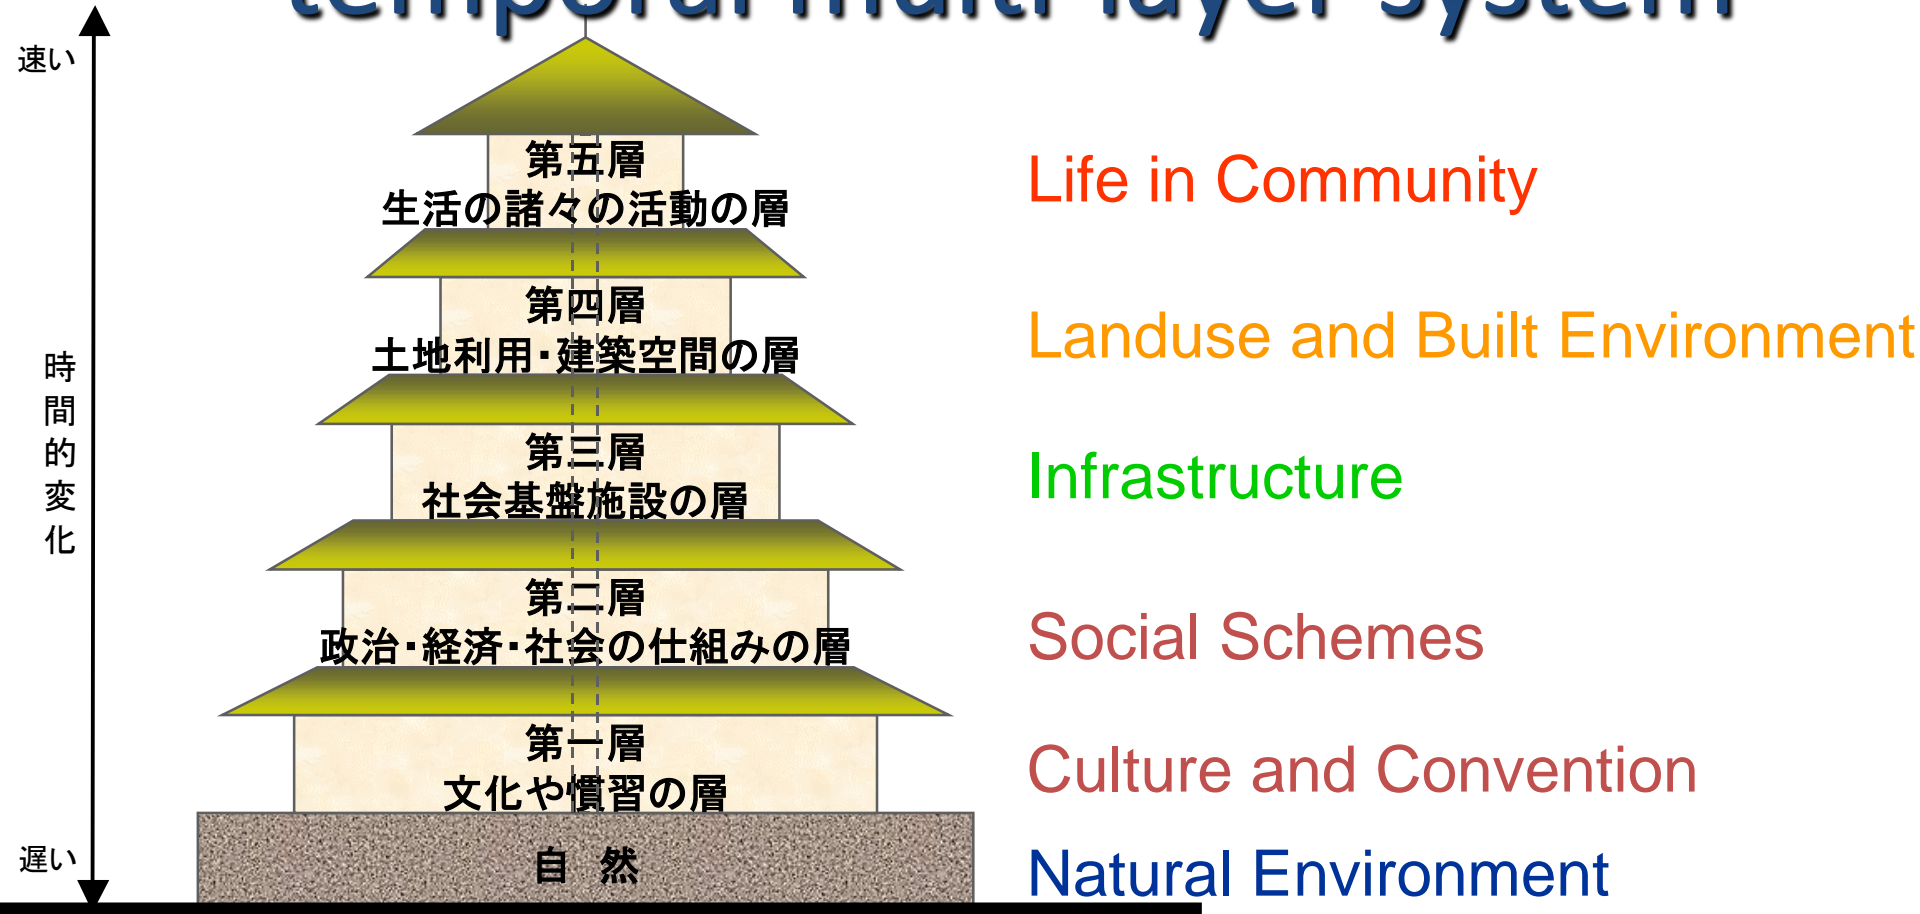 temporal multi-layer system
速い
時間的変化
遅い
第五層
生活の諸々の活動の層
Life in Community
第四層
土地利用・建築空間の層
Landuse and Built Environment
第三層
社会基盤施設の層
Infrastructure
第二層
政治・経済・社会の仕組みの層
Social Schemes
第一層
文化や慣習の層
Culture and Convention
自 然
Natural Environment